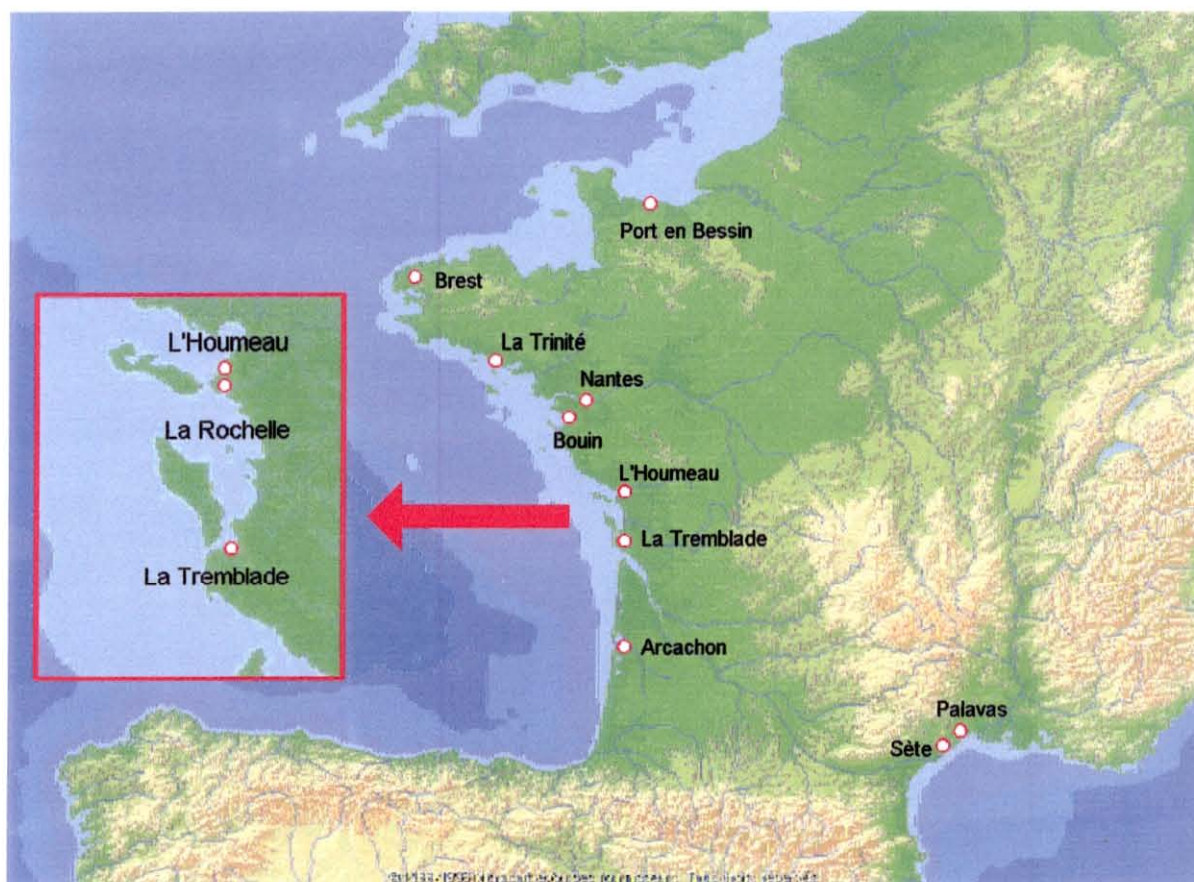 Port en Bessin
Brest
La Trinité
Nantes
Bouin
L'Houmeau
La Tremblade
Arcachon
Palavas
Sète
L'Houmeau
La Rochelle
La Tremblade